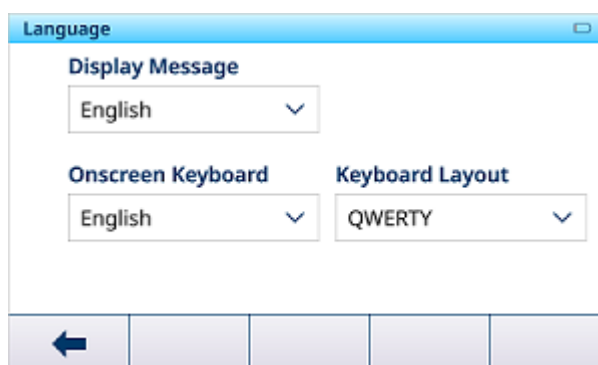 Language
Display Message
English
Onscreen Keyboard Keyboard Layout
English QWERTY